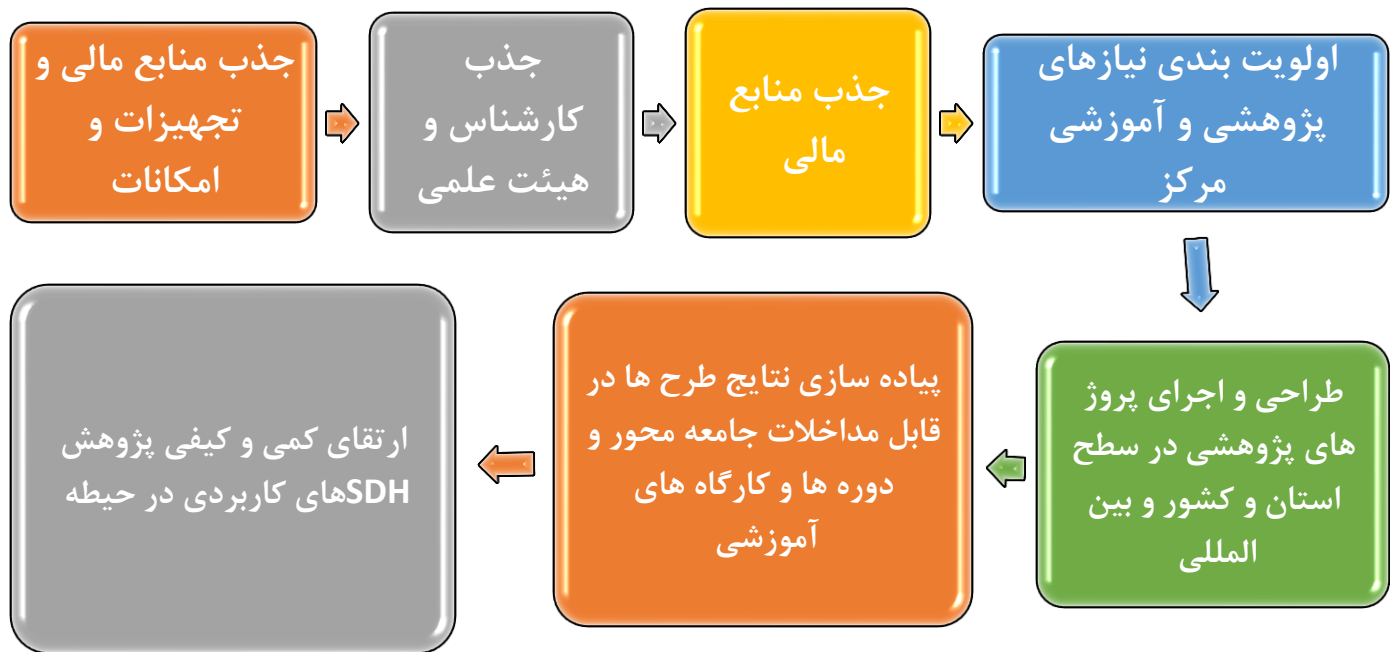 جذب منابع مالی و
تجهیزات و
امکانات
جذب
کارشناس و
هیئت علمی
جذب منابع
مالی
اولویت بندی نیازهای
پژوهشی و آموزشی
مرکز
طراحی و اجرای پروژ
های پژوهشی در سطح
استان و کشور و بین
المللی
پیاده سازی نتایج طرح ها در
قابل مداخلات جامعه محور و
دوره ها و کارگاه های
آموزشی
ارتقای کمی و کیفی پژوهش
SDHهای کاربردی در حیطه